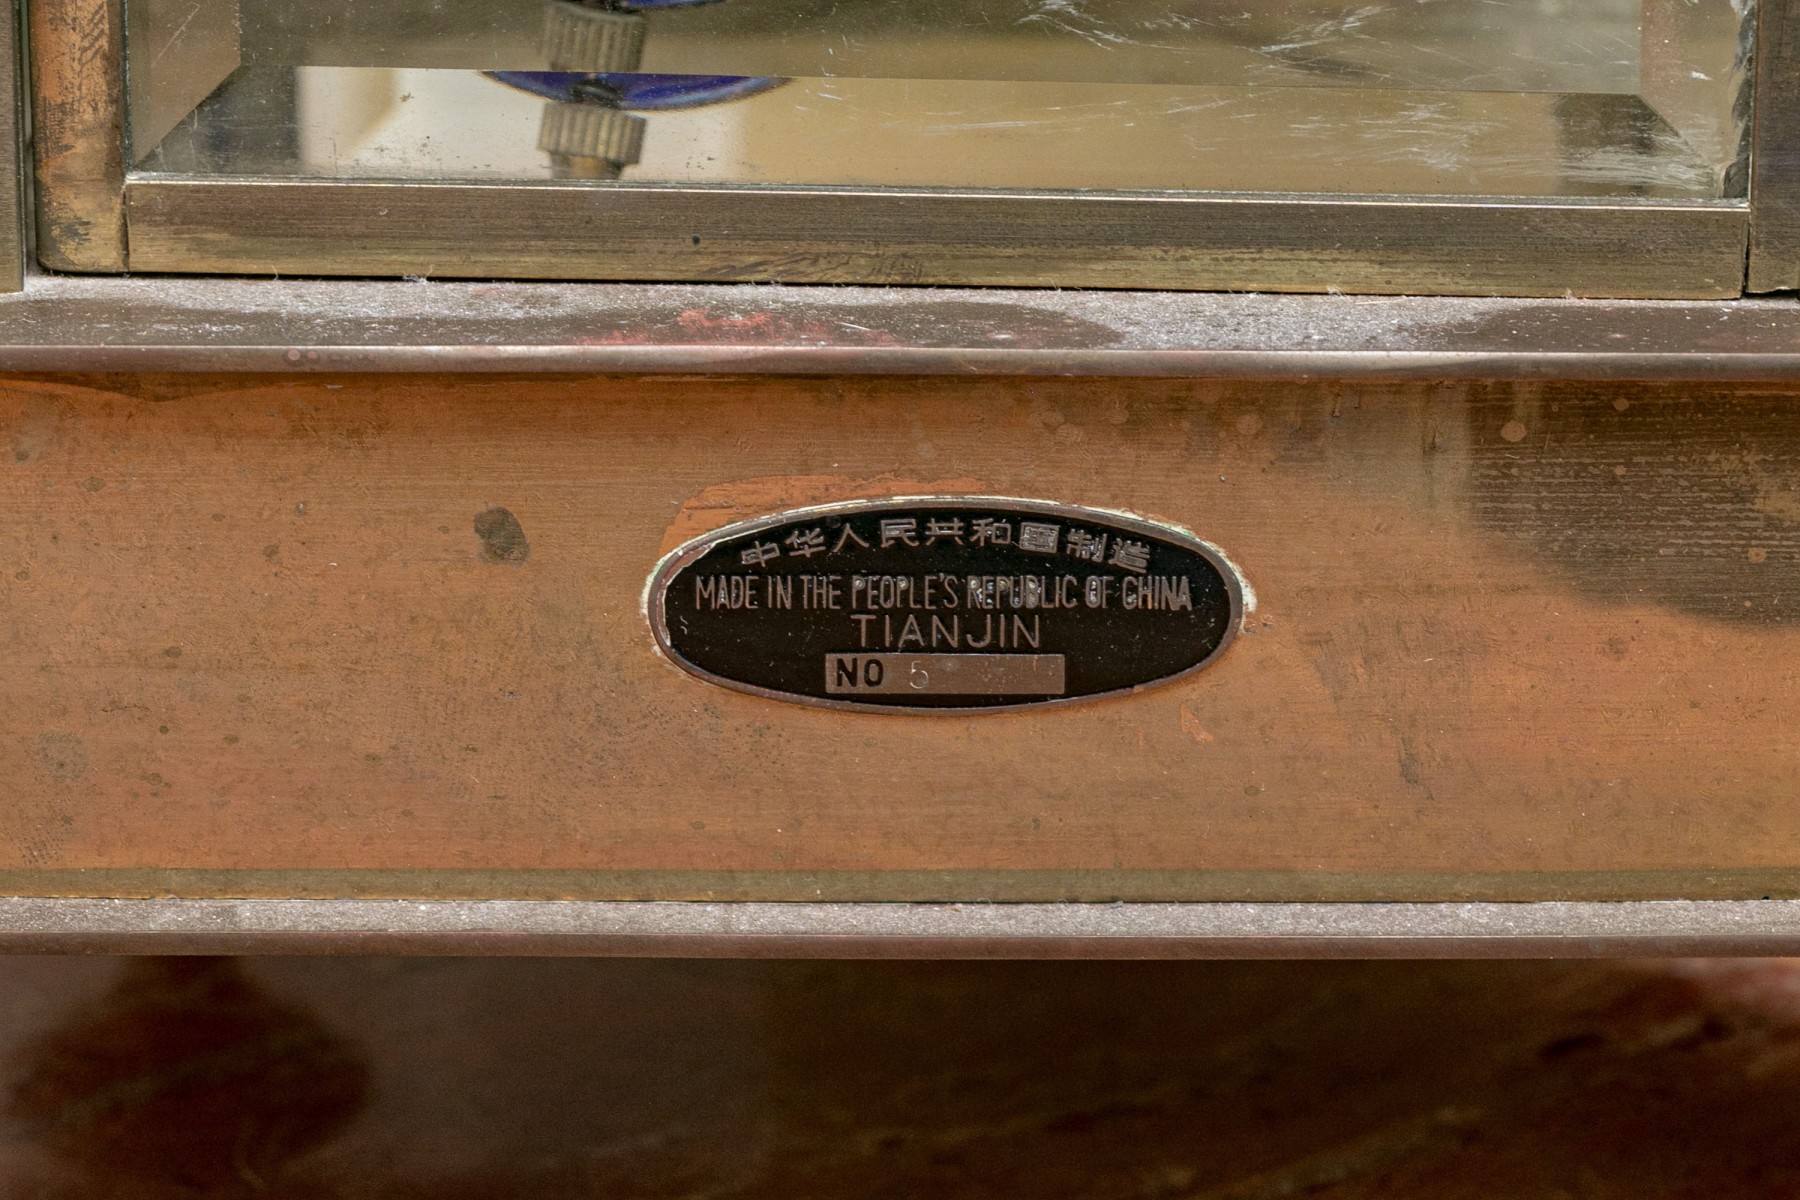 中华人民共和國制造
MADE IN THE PEOPLE'S REPUBLIC OF CHINA
TIANJIN
NO 5